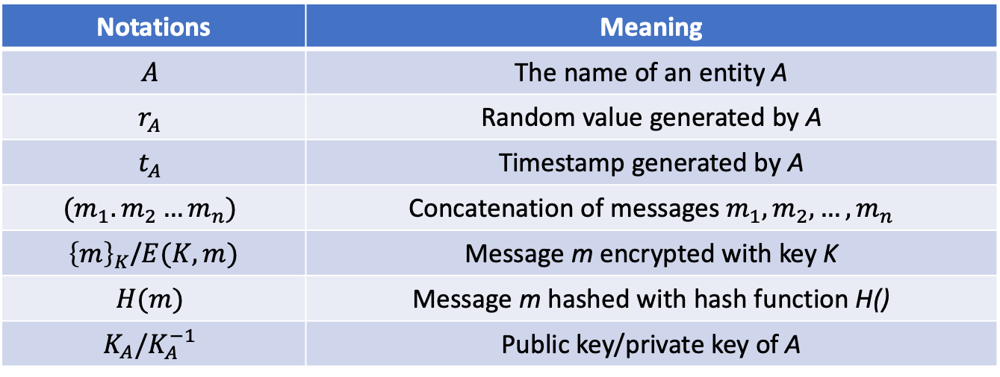 Notations Meaning
A The name of an entity A
r_A Random value generated by A
t_A Timestamp generated by A
(m_1. m_2 … m_n) Concatenation of messages m_1, m_2, … , m_n
{m}_K/E(K, m) Message m encrypted with key K
H(m) Message m hashed with hash function H()
K_A/K_A^{-1} Public key/private key of A